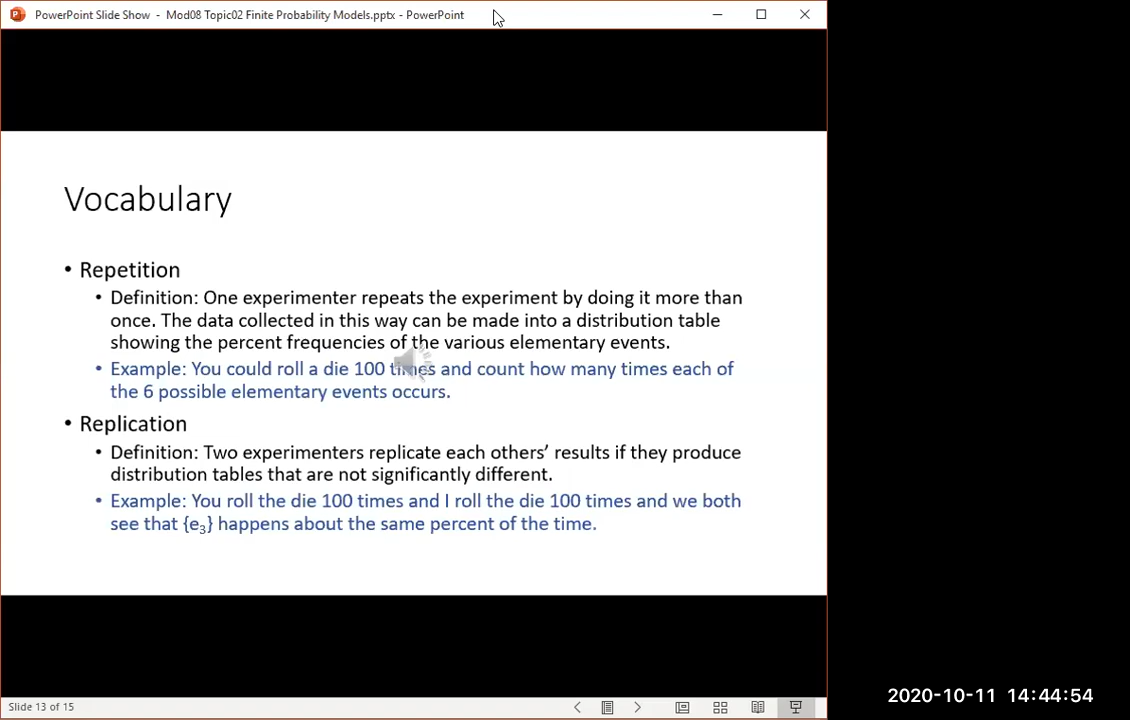 PowerPoint Slide Show - Mod08 Topic02 Finite Probability Models.pptx - PowerPoint
Vocabulary
• Repetition
• Definition: One experimenter repeats the experiment by doing it more than
once. The data collected in this way can be made into a distribution table
showing the percent frequencies of the various elementary events.
• Example: You could roll a die 100 times and count how many times each of
the 6 possible elementary events occurs.
• Replication
• Definition: Two experimenters replicate each others’ results if they produce
distribution tables that are not significantly different.
• Example: You roll the die 100 times and I roll the die 100 times and we both
see that {e₃} happens about the same percent of the time.
Slide 13 of 15
2020-10-11 14:44:54